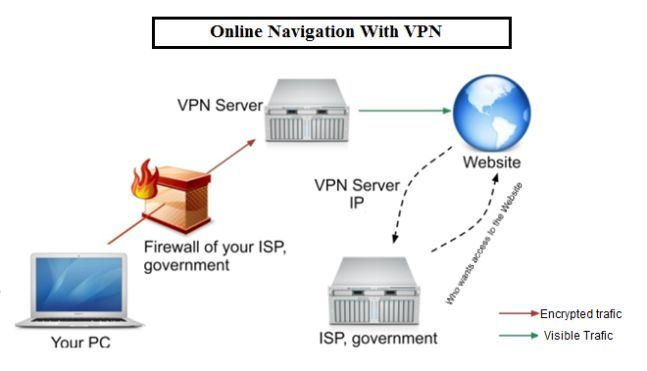 Online Navigation With VPN
VPN Server
Website
VPN Server
IP
Who wants access to the Website
Firewall of your ISP,
government
Your PC
ISP, government
Encrypted trafic
Visible Trafic